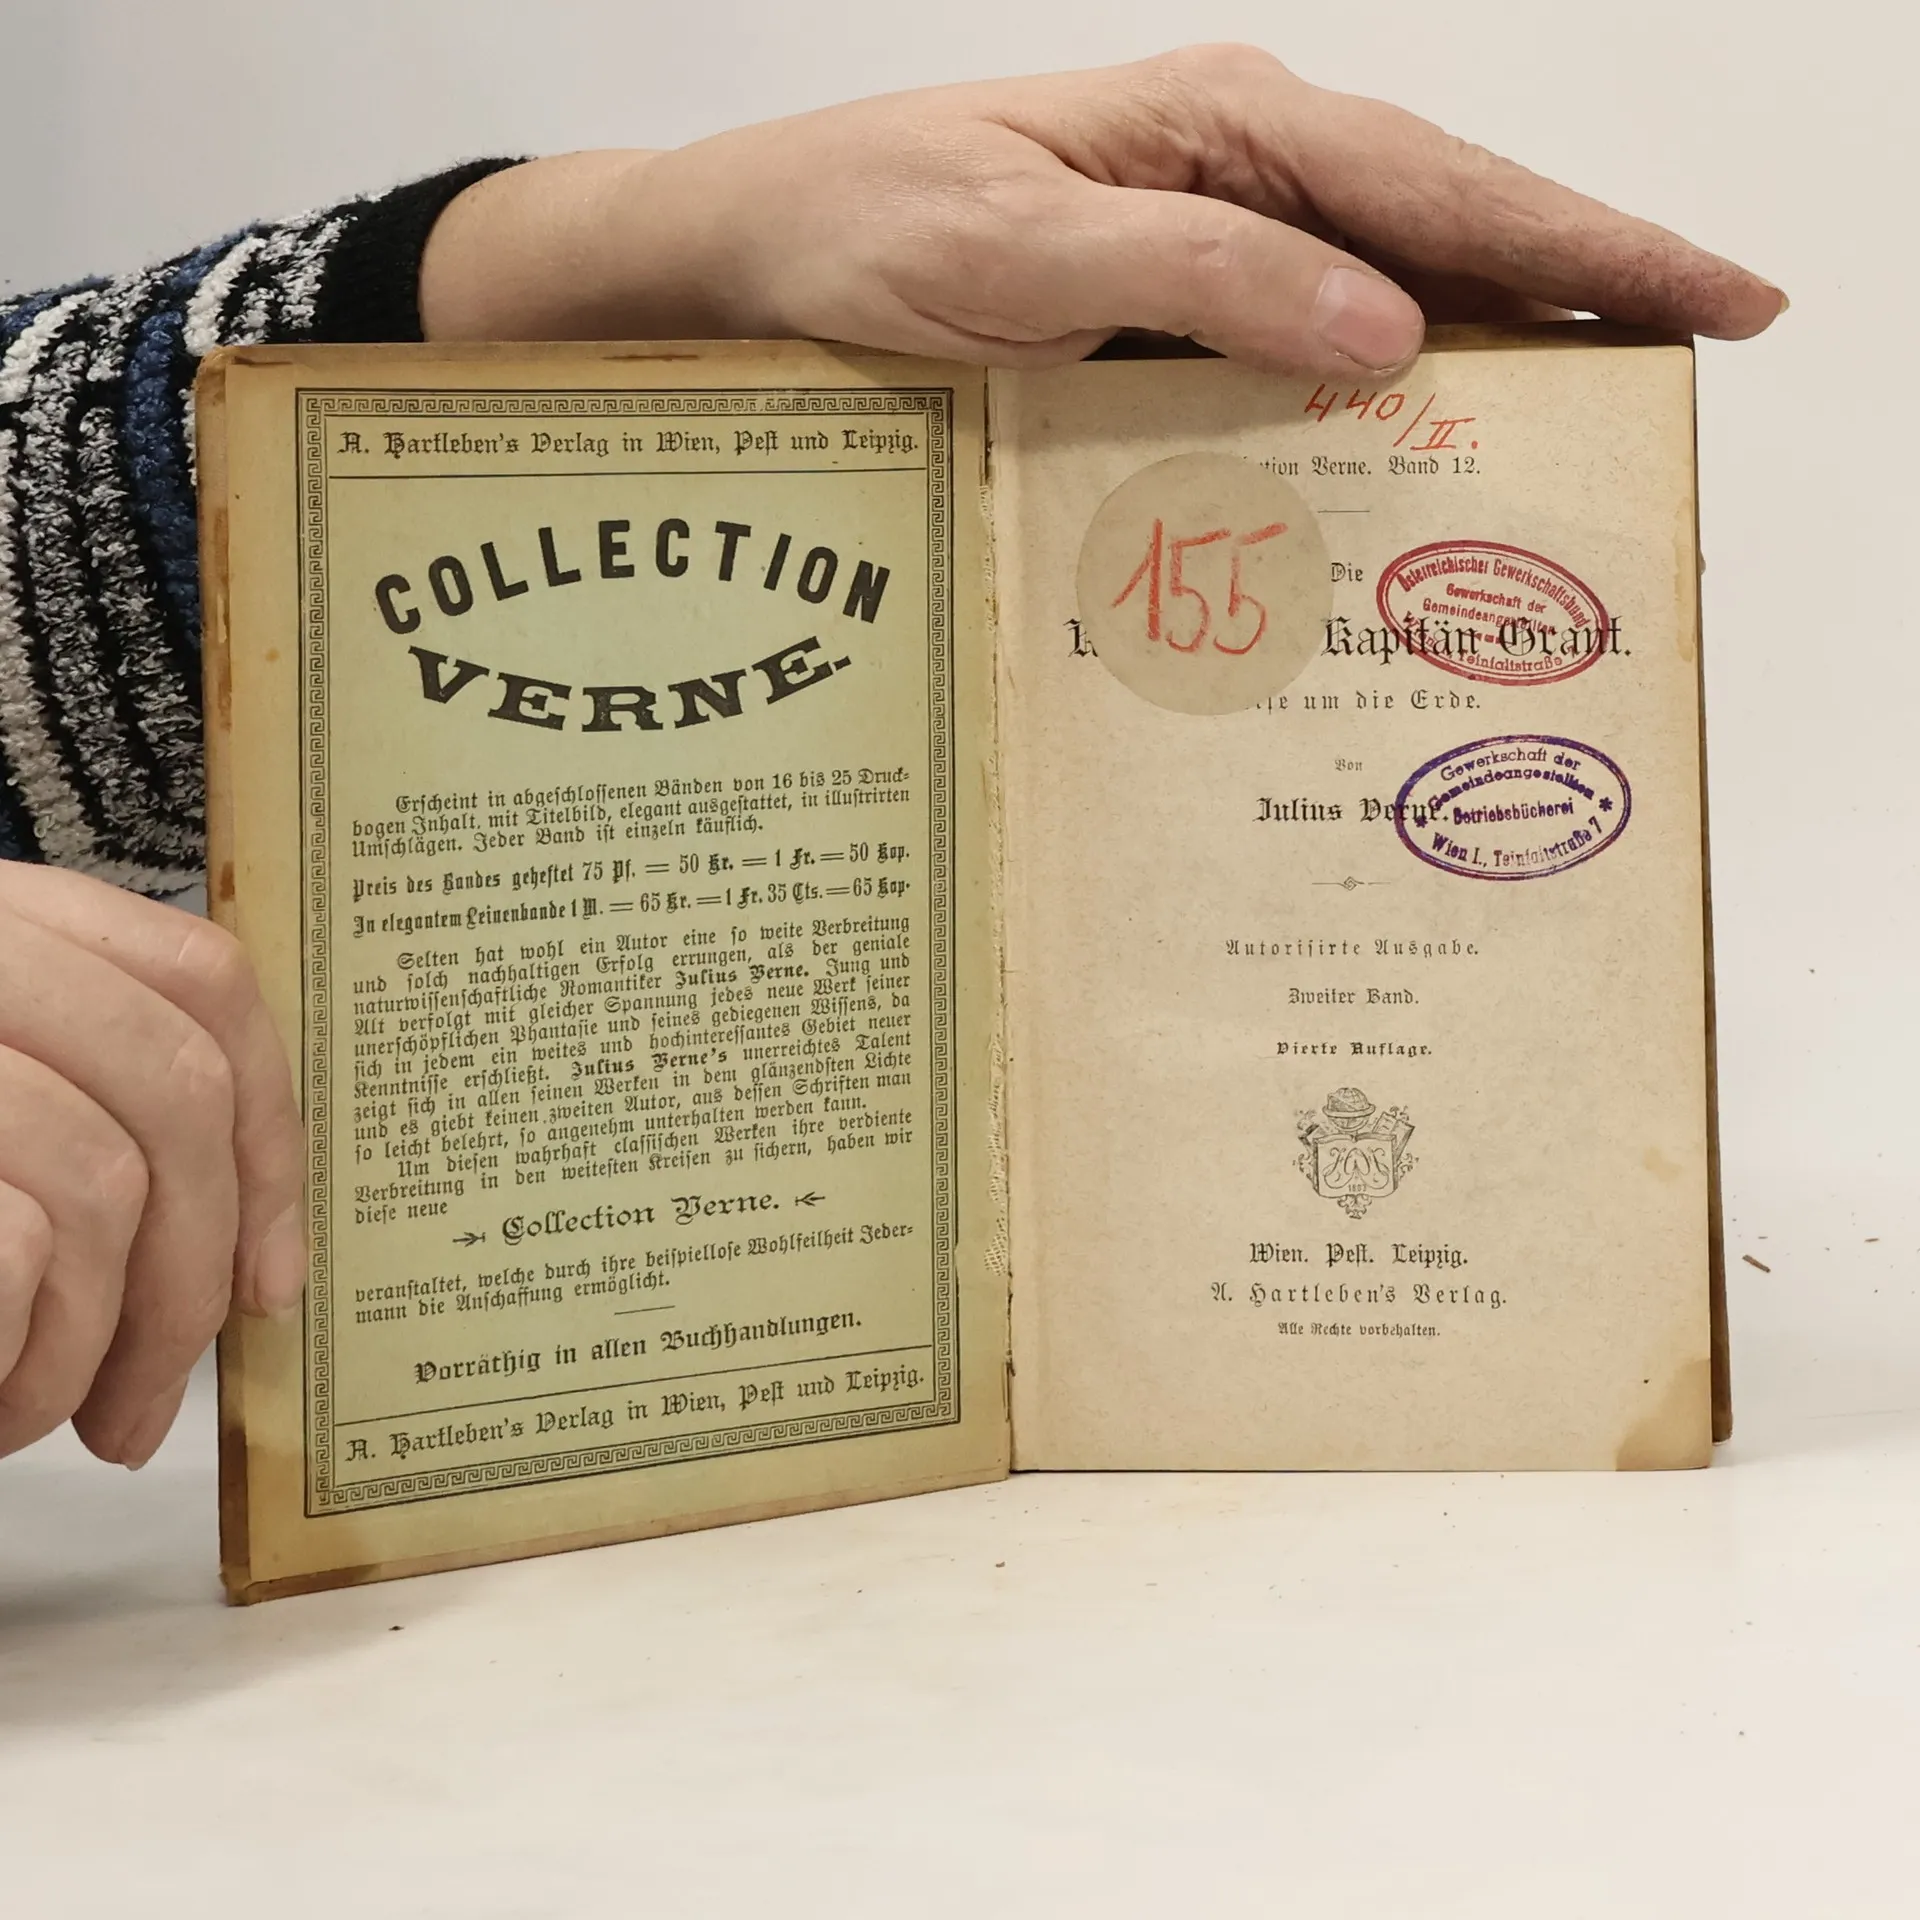 A. Hartleben's Verlag in Wien, Pest und Leipzig.
COLLECTION
VERNE.
Erscheint in abgeschlossenen Bänden von 16 bis 25 Druck-
bogen Inhalt, mit Titelbild, elegant ausgestattet, in illustrirten
Umschlägen. Jeder Band ist einzeln käuflich.
Preis des Bandes geheftet 75 Pf. = 50 Kr. = 1 Fr. = 50 Kop.
In elegantem Leinenbande 1 M. = 65 Kr. = 1 Fr. 35 Cts. = 65 Kop.
Selten hat wohl ein Autor eine so weite Verbreitung
und solch nachhaltigen Erfolg errungen, als der geniale
naturwissenschaftliche Romantiker Julius Verne. Jung und
Alt verfolgt mit gleicher Spannung jedes neue Werk seiner
unerschöpflichen Phantasie und seines gediegenen Wissens, da
sich in jedem ein weites und hochinteressantes Gebiet neuer
Kenntnisse erschließt. Julius Verne's unerreichtes Talent
zeigt sich in allen seinen Werken in dem glänzendsten Lichte
und es giebt keinen zweiten Autor, aus dessen Schriften man
so leicht belehrt, so angenehm unterhalten werden kann.
Um diesen wahrhaft classischen Werken ihre verdiente
Verbreitung in den weitesten Kreisen zu sichern, haben wir
diese neue
Collection Verne.
veranstaltet, welche durch ihre beispiellose Wohlfeilheit Jeder-
mann die Anschaffung ermöglicht.
Vorräthig in allen Buchhandlungen.
A. Hartleben's Verlag in Wien, Pest und Leipzig.
440/II.
tion Verne. Band 12.
155
Die
Kapitän Grant.
um die Erde.
Von
Julius Verne.
Österreichischer Gewerkschaftsbund
Gewerkschaft der
Gemeindeangestellten
Teinfaltstraße 7
Gewerkschaft der
Gemeindeangestellten
Betriebsbücherei
Wien I., Teinfaltstraße 7
Autorisirte Ausgabe.
Zweiter Band.
Vierte Auflage.
Wien. Pest. Leipzig.
A. Hartleben's Verlag.
Alle Rechte vorbehalten.